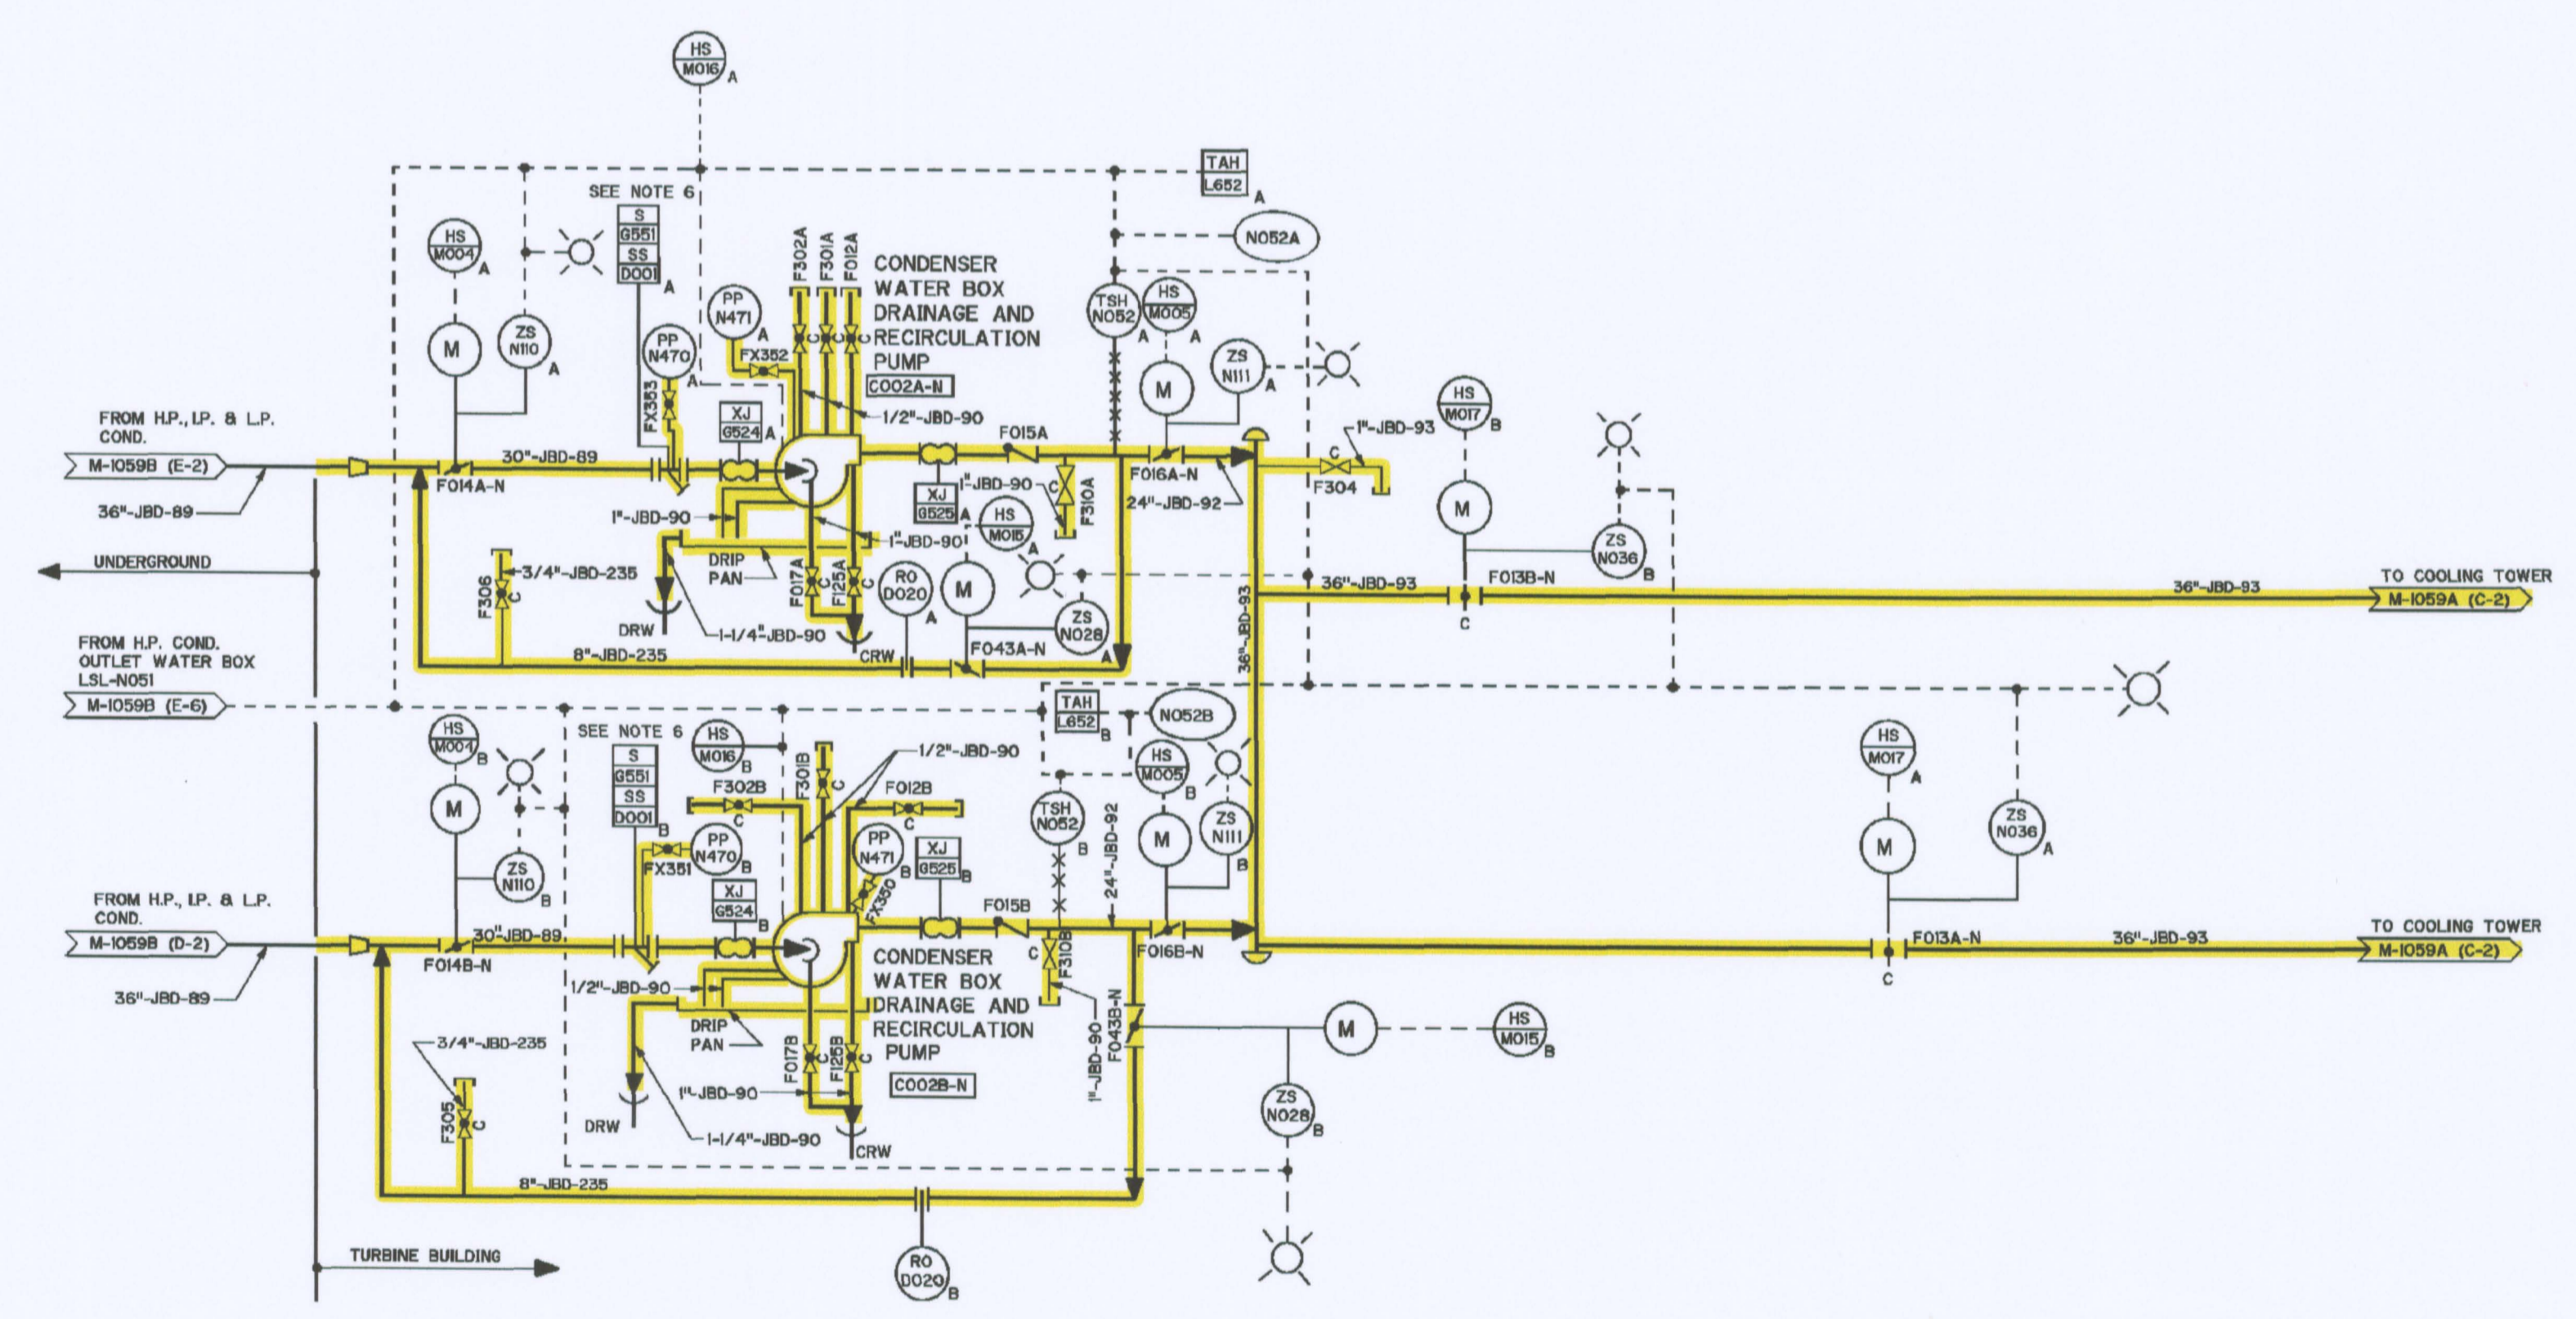 HS
M016
A
TAH
L652
A
N052A
SEE NOTE 6
S
G551
SS
D001
A
HS
M004
A
M
ZS
N110
A
PP
N471
A
FX352
PP
N470
A
FX353
F302A
F301A
F012A
C
C
C
CONDENSER
WATER BOX
DRAINAGE AND
RECIRCULATION
PUMP
C002A-N
1/2"-JBD-90
XJ
G524
A
TSH
N052
A
HS
M005
A
M
ZS
N111
A
FROM H.P., I.P. & L.P.
COND.
M-1059B (E-2)
36"-JBD-89
F014A-N
30"-JBD-89
F015A
XJ
G525
A
1"-JBD-90
C
F310A
F016A-N
24"-JBD-92
1"-JBD-93
C
F304
HS
M017
B
M
ZS
N036
B
F013B-N
C
36"-JBD-93
36"-JBD-93
TO COOLING TOWER
M-1059A (C-2)
UNDERGROUND
1"-JBD-90
DRIP
PAN
1"-JBD-90
F017A
C
F125A
C
HS
M015
A
M
RO
D020
A
ZS
N028
A
F043A-N
3/4"-JBD-235
F306
C
DRW
1-1/4"-JBD-90
CRW
8"-JBD-235
36"-JBD-93
FROM H.P. COND.
OUTLET WATER BOX
LSL-N051
M-1059B (E-6)
HS
M004
B
M
ZS
N110
B
SEE NOTE 6
S
G551
SS
D001
B
HS
M016
B
F302B
C
F301B
C
1/2"-JBD-90
F012B
C
TAH
L652
B
N052B
HS
M005
B
M
ZS
N111
B
TSH
N052
B
24"-JBD-92
PP
N470
B
FX351
PP
N471
B
FX350
XJ
G524
B
XJ
G525
B
F015B
HS
M017
A
M
ZS
N036
A
FROM H.P., I.P. & L.P.
COND.
M-1059B (D-2)
36"-JBD-89
F014B-N
30"-JBD-89
F016B-N
F013A-N
C
36"-JBD-93
TO COOLING TOWER
M-1059A (C-2)
CONDENSER
WATER BOX
DRAINAGE AND
RECIRCULATION
PUMP
C002B-N
C
F310B
1"-JBD-90
F043B-N
M
HS
M015
B
ZS
N028
B
1/2"-JBD-90
DRIP
PAN
F017B
C
F125B
C
1"-JBD-90
3/4"-JBD-235
F305
C
DRW
1-1/4"-JBD-90
CRW
8"-JBD-235
RO
D020
B
TURBINE BUILDING